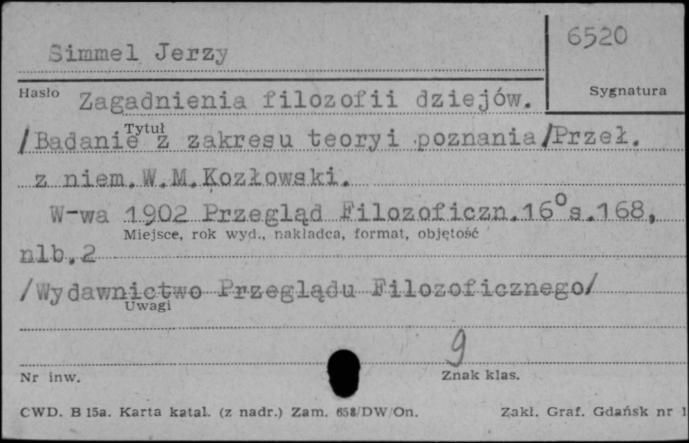 Simmel Jerzy
6520
Hasło
Sygnatura
Zagadnienia filozofii dziejów.
Tytuł
/Badanie z zakresu teoryi poznania/Przeł.
z niem.W.M.Kozłowski.
W-wa 1902 Przegląd Filozoficzn.16°s.168,
Miejsce, rok wyd., nakładca, format, objętość
nlb.2
/Wydawnictwo Przeglądu Filozoficznego/
Uwagi
9
Nr inw.
Znak klas.
CWD. B 15a. Karta katal. (z nadr.) Zam. 658/DW/On.
Zakł. Graf. Gdańsk nr 1